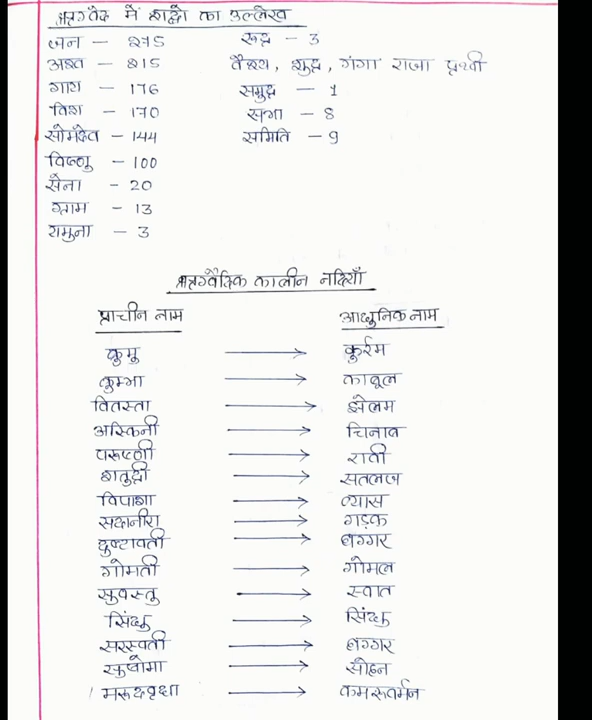 ऋग्वेद में शब्दो का उल्लेख
जन – 275
अश्व – 215
गाय – 176
विश – 170
सोमदेव – 144
विष्णु – 100
सेना – 20
ग्राम – 13
यमुना – 3
रूद्र – 3
वैश्य, शुद्र, गंगा राजा पृथ्वी
समुद्र – 1
सभा – 8
समिति – 9
ऋग्वैदिक कालीन नदियाँ
प्राचीन नाम आधुनिक नाम
क्रुमु → कुर्रम
कुम्भा → काबूल
वितस्ता → झेलम
अस्किनी → चिनाब
परूष्णी → रावी
शतुद्री → सतलज
विपाशा → व्यास
सदानीरा → गंडक
दृष्टावती → घग्गर
गोमती → गोमल
सुवस्तु → स्वात
सिंधु → सिंधु
सरस्वती → घग्गर
सुषोमा → सोहन
मरूदवृधा → कमरूवर्मन